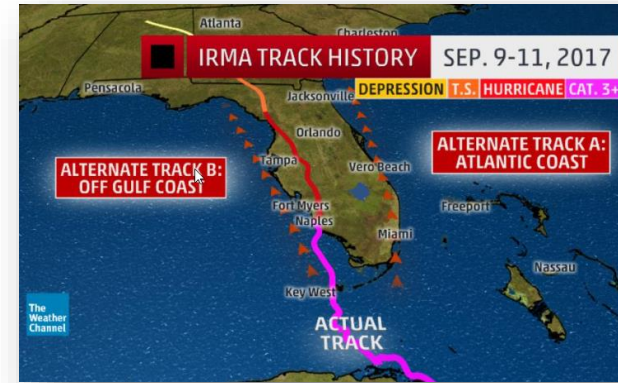 Atlanta
Charleston
IRMA TRACK HISTORY
SEP. 9-11, 2017
DEPRESSION T.S. HURRICANE CAT. 3+
Pensacola
Jacksonville
Orlando
ALTERNATE TRACK A:
ATLANTIC COAST
ALTERNATE TRACK B:
OFF GULF COAST
Tampa
Vero Beach
Fort Myers
Naples
Freeport
Miami
Nassau
Key West
The
Weather
Channel
ACTUAL
TRACK